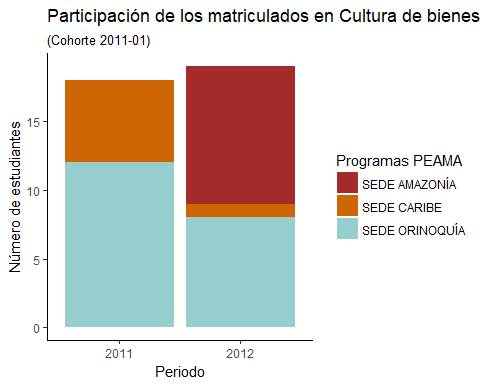 Participación de los matriculados en Cultura de bienes
(Cohorte 2011-01)
Número de estudiantes
15
10
5
0
2011
2012
Periodo
Programas PEAMA
SEDE AMAZONÍA
SEDE CARIBE
SEDE ORINOQUÍA